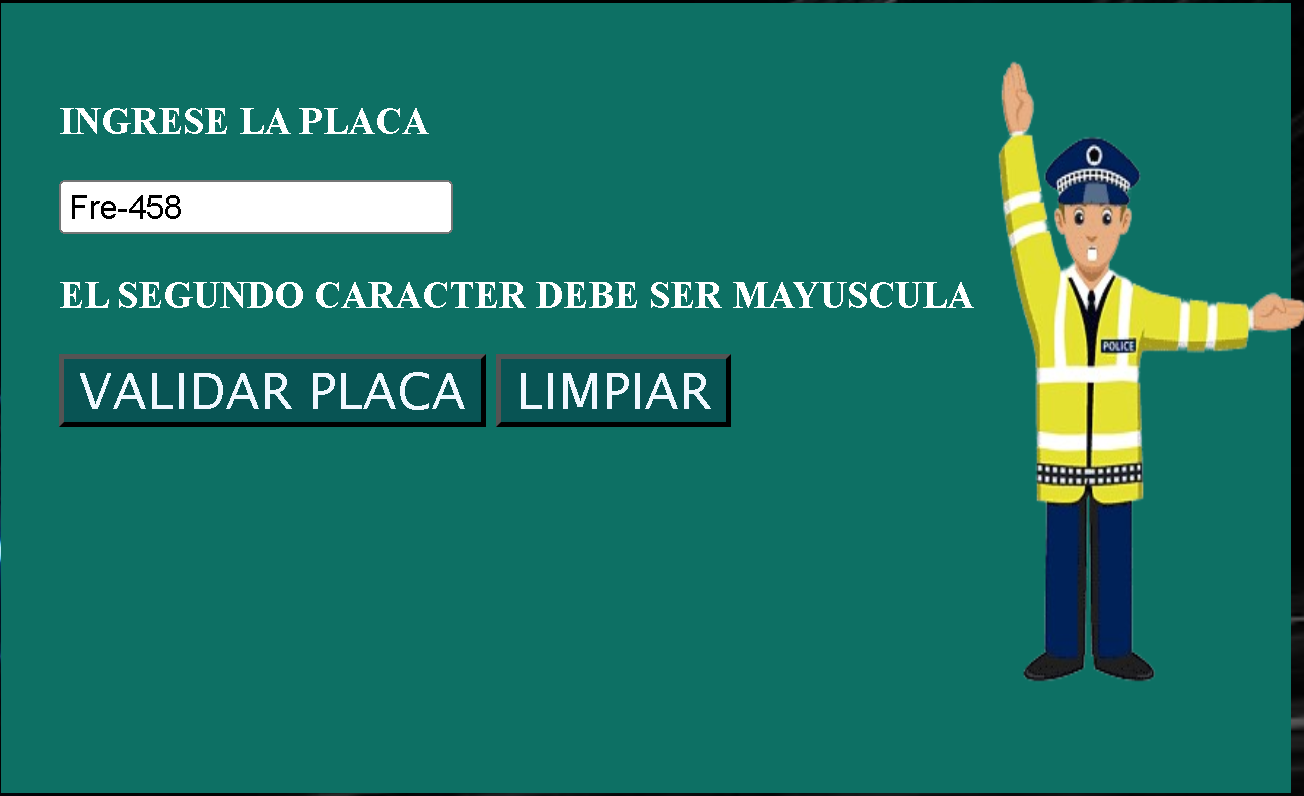 INGRESE LA PLACA
Fre-458
EL SEGUNDO CARACTER DEBE SER MAYUSCULA
VALIDAR PLACA LIMPIAR
POLICE